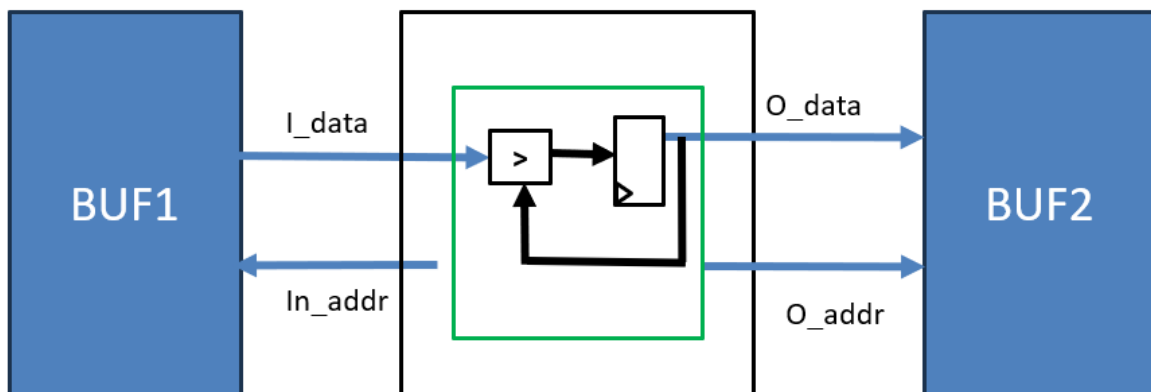 BUF1
I_data
In_addr
>
O_data
O_addr
BUF2